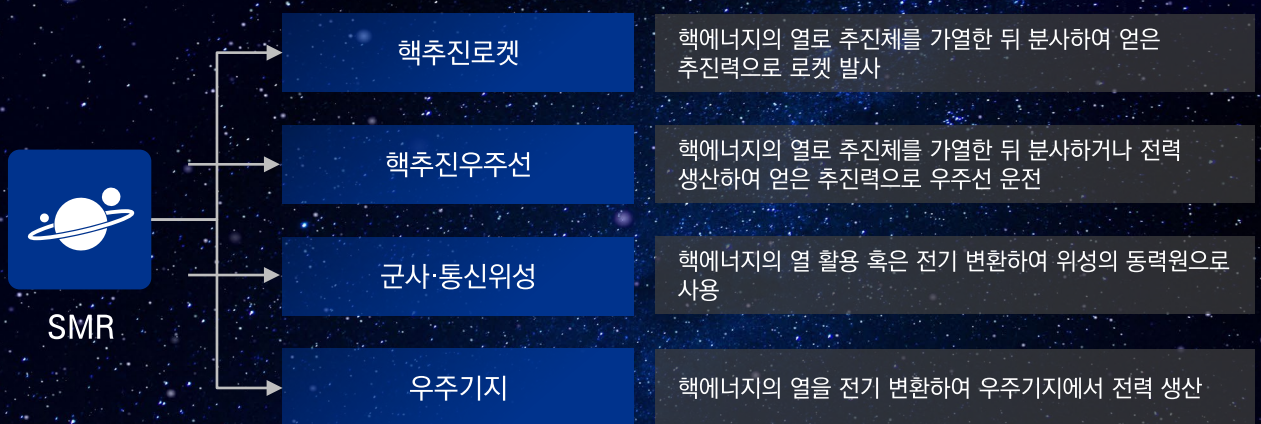 핵추진로켓
핵에너지의 열로 추진체를 가열한 뒤 분사하여 얻은
추진력으로 로켓 발사
핵추진우주선
핵에너지의 열로 추진체를 가열한 뒤 분사하거나 전력
생산하여 얻은 추진력으로 우주선 운전
군사·통신위성
핵에너지의 열 활용 혹은 전기 변환하여 위성의 동력원으로
사용
SMR
우주기지
핵에너지의 열을 전기 변환하여 우주기지에서 전력 생산